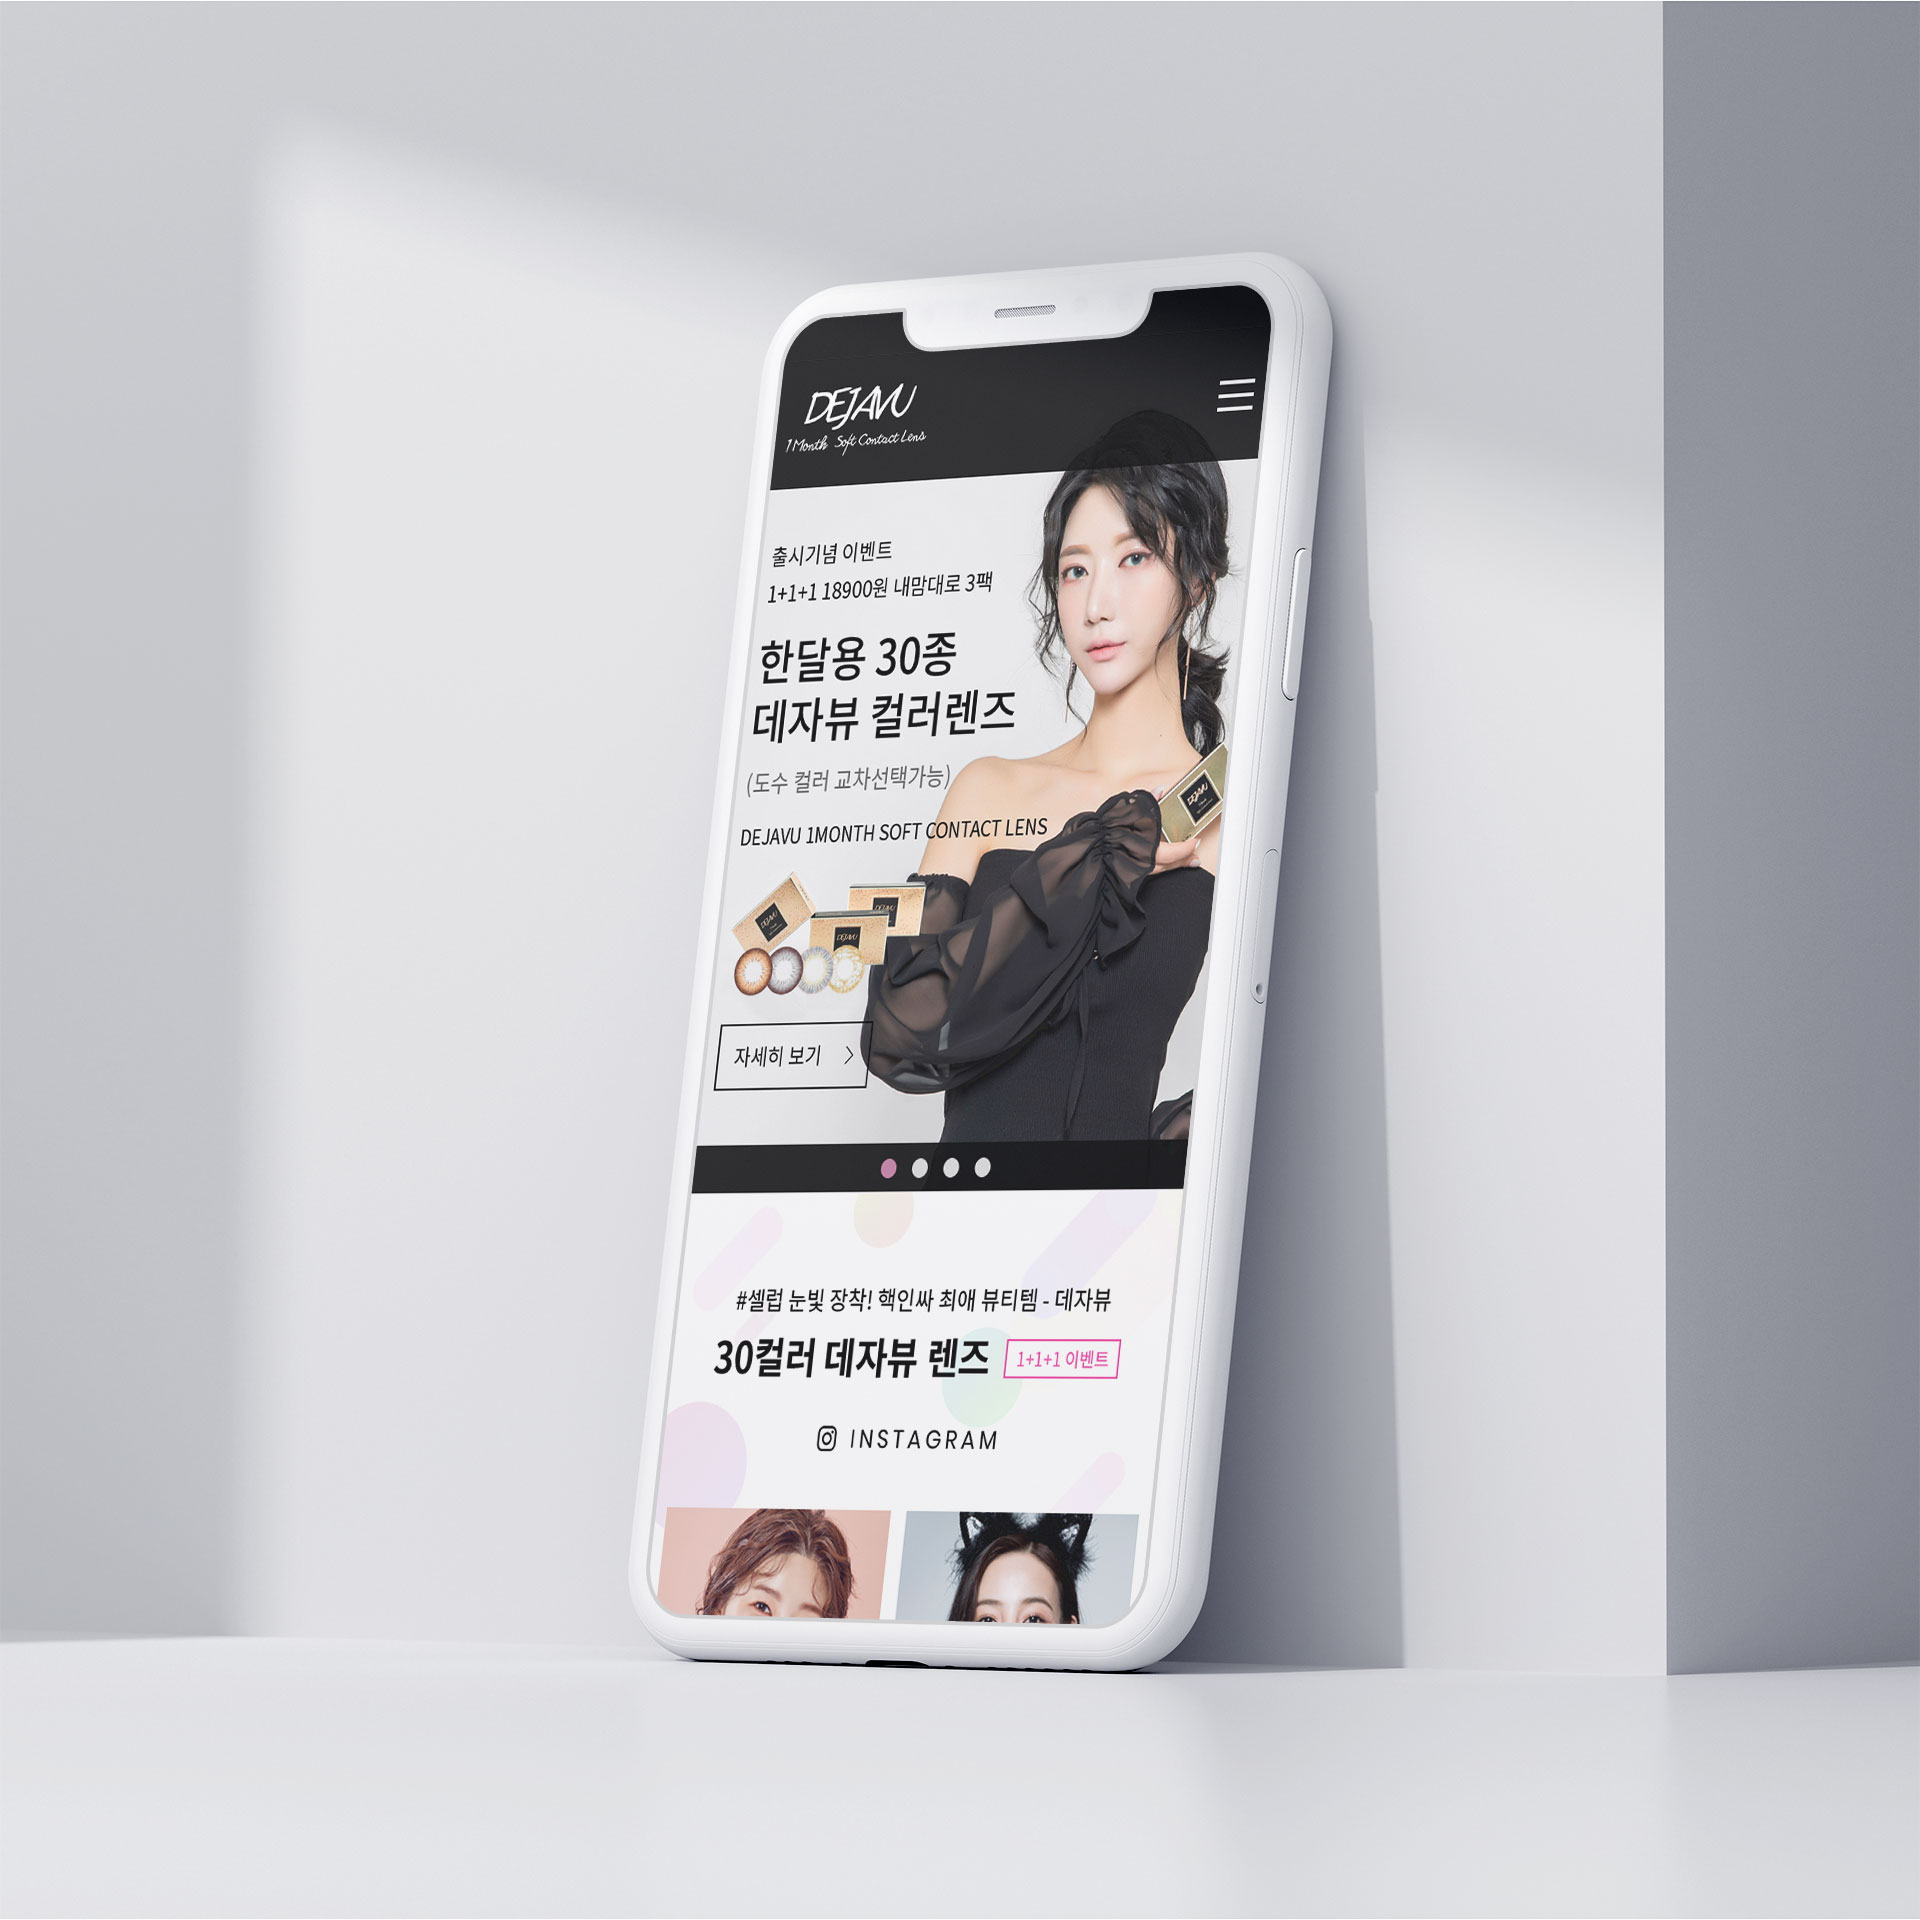 DEJAVU
1 Month Soft Contact Lens
출시기념 이벤트
1+1+1 18900원 내맘대로 3팩
한달용 30종
데자뷰 컬러렌즈
(도수 컬러 교차선택가능)
DEJAVU 1MONTH SOFT CONTACT LENS
DEJAVU
DEJAVU
DEJAVU
DEJAVU
자세히 보기
#셀럽 눈빛 장착! 핵인싸 최애 뷰티템 - 데자뷰
30컬러 데자뷰 렌즈
1+1+1 이벤트
INSTAGRAM